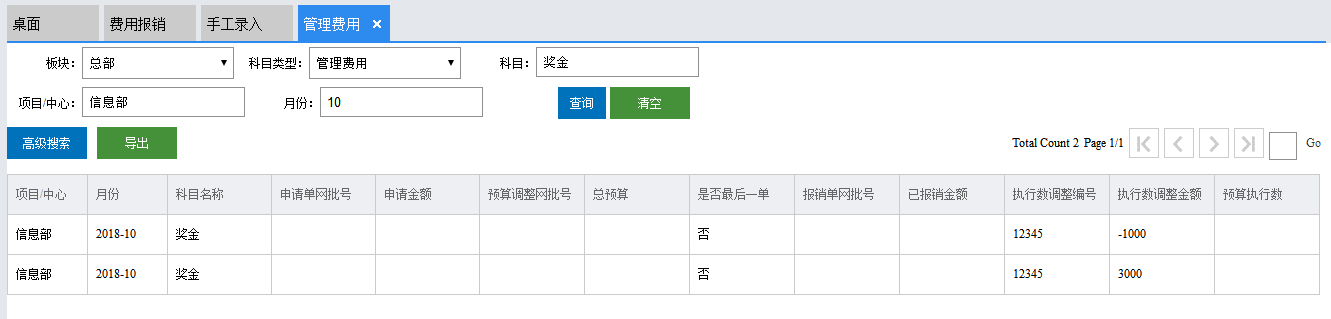 桌面 费用报销 手工录入 管理费用 ×
板块: 总部 ▼ 科目类型: 管理费用 ▼ 科目: 奖金
项目/中心: 信息部 月份: 10 查询 清空
高级搜索 导出 Total Count 2 Page 1/1 Go
项目/中心 月份 科目名称 申请单网批号 申请金额 预算调整网批号 总预算 是否最后一单 报销单网批号 已报销金额 执行数调整编号 执行数调整金额 预算执行数
信息部 2018-10 奖金 否 12345 -1000
信息部 2018-10 奖金 否 12345 3000